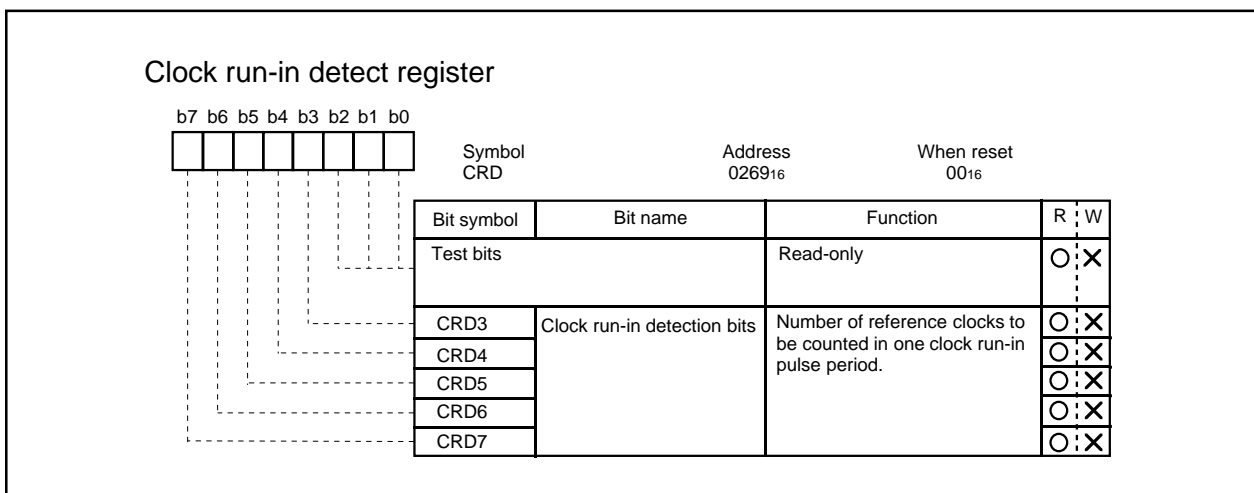 Clock run-in detect register
b7 b6 b5 b4 b3 b2 b1 b0
Symbol Address When reset
CRD 026916 0016
Bit symbol Bit name Function R W
Test bits Read-only O X
CRD3 Clock run-in detection bits Number of reference clocks to O X
CRD4 be counted in one clock run-in O X
pulse period.
CRD5 O X
CRD6 O X
CRD7 O X